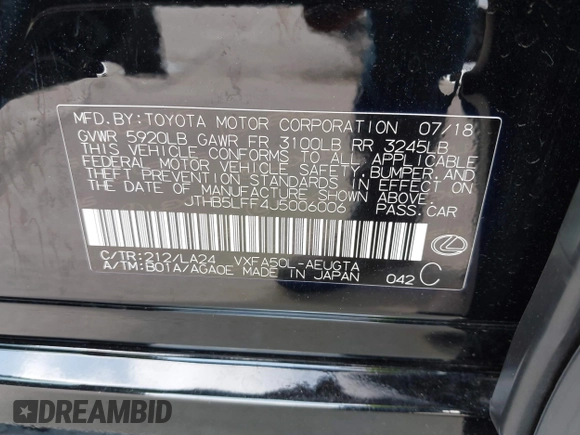 MFD.BY:TOYOTA MOTOR CORPORATION 07/18
GVWR 5920LB GAWR FR 3100LB RR 3245LB
THIS VEHICLE CONFORMS TO ALL APPLICABLE
FEDERAL MOTOR VEHICLE SAFETY, BUMPER, AND
THEFT PREVENTION STANDARDS IN EFFECT ON
THE DATE OF MANUFACTURE SHOWN ABOVE.
JTHB5LFF4J5006006 PASS.CAR
C/TR:212/LA24 VXFA50L-AEUGTA
A/TM:B01A/AGA0E MADE IN JAPAN 042 C
DREAMBID